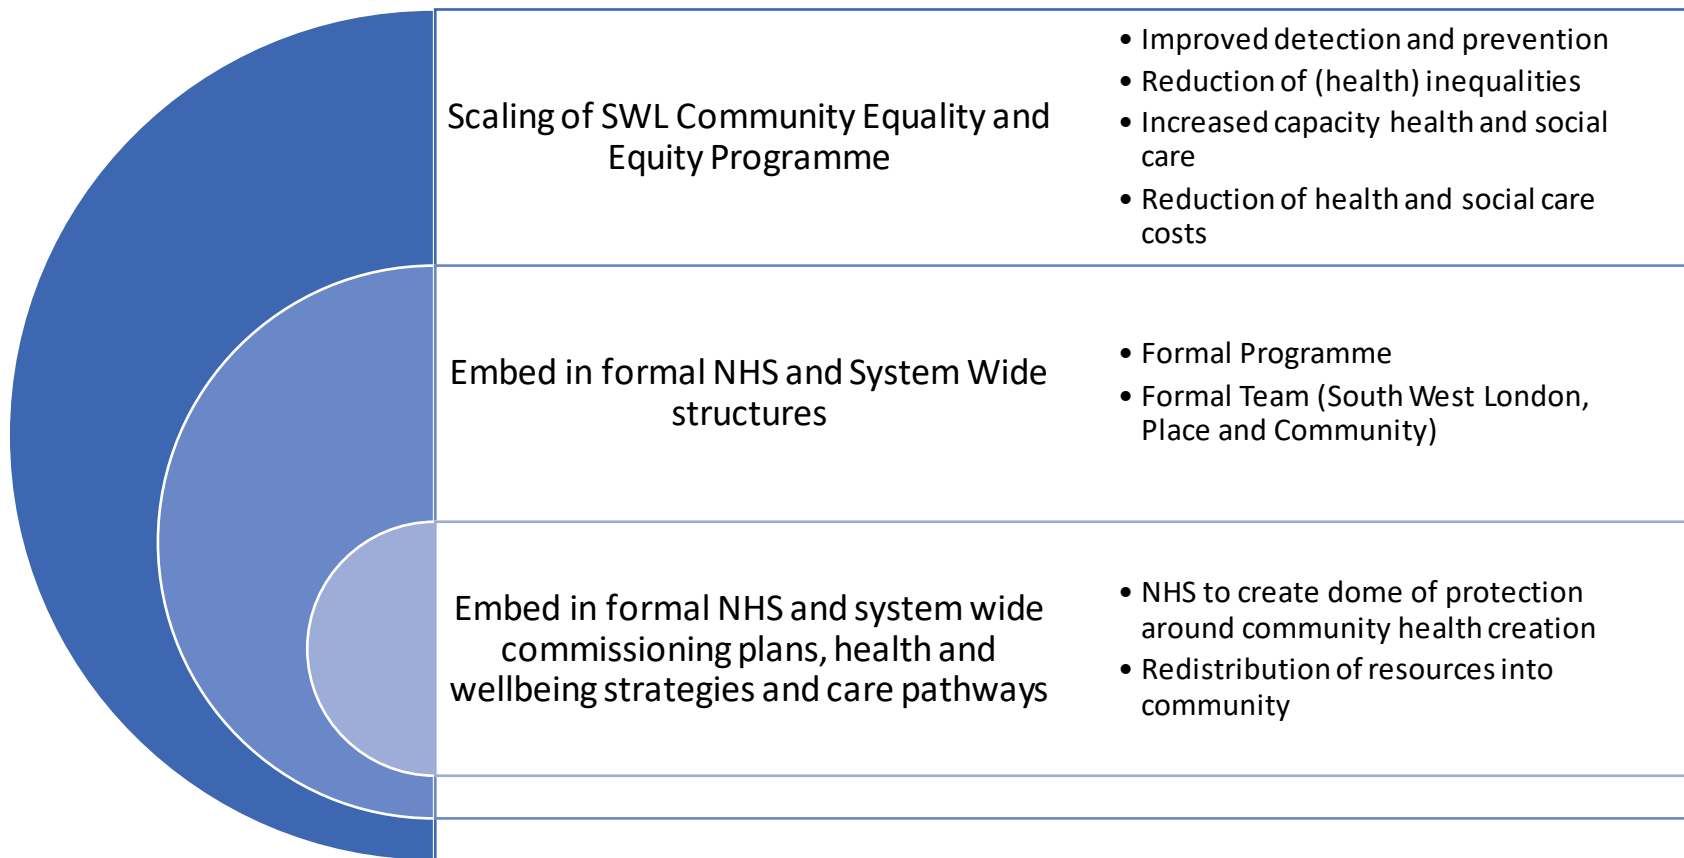 Scaling of SWL Community Equality and
Equity Programme
• Improved detection and prevention
• Reduction of (health) inequalities
• Increased capacity health and social
care
• Reduction of health and social care
costs
Embed in formal NHS and System Wide
structures
• Formal Programme
• Formal Team (South West London,
Place and Community)
Embed in formal NHS and system wide
commissioning plans, health and
wellbeing strategies and care pathways
• NHS to create dome of protection
around community health creation
• Redistribution of resources into
community